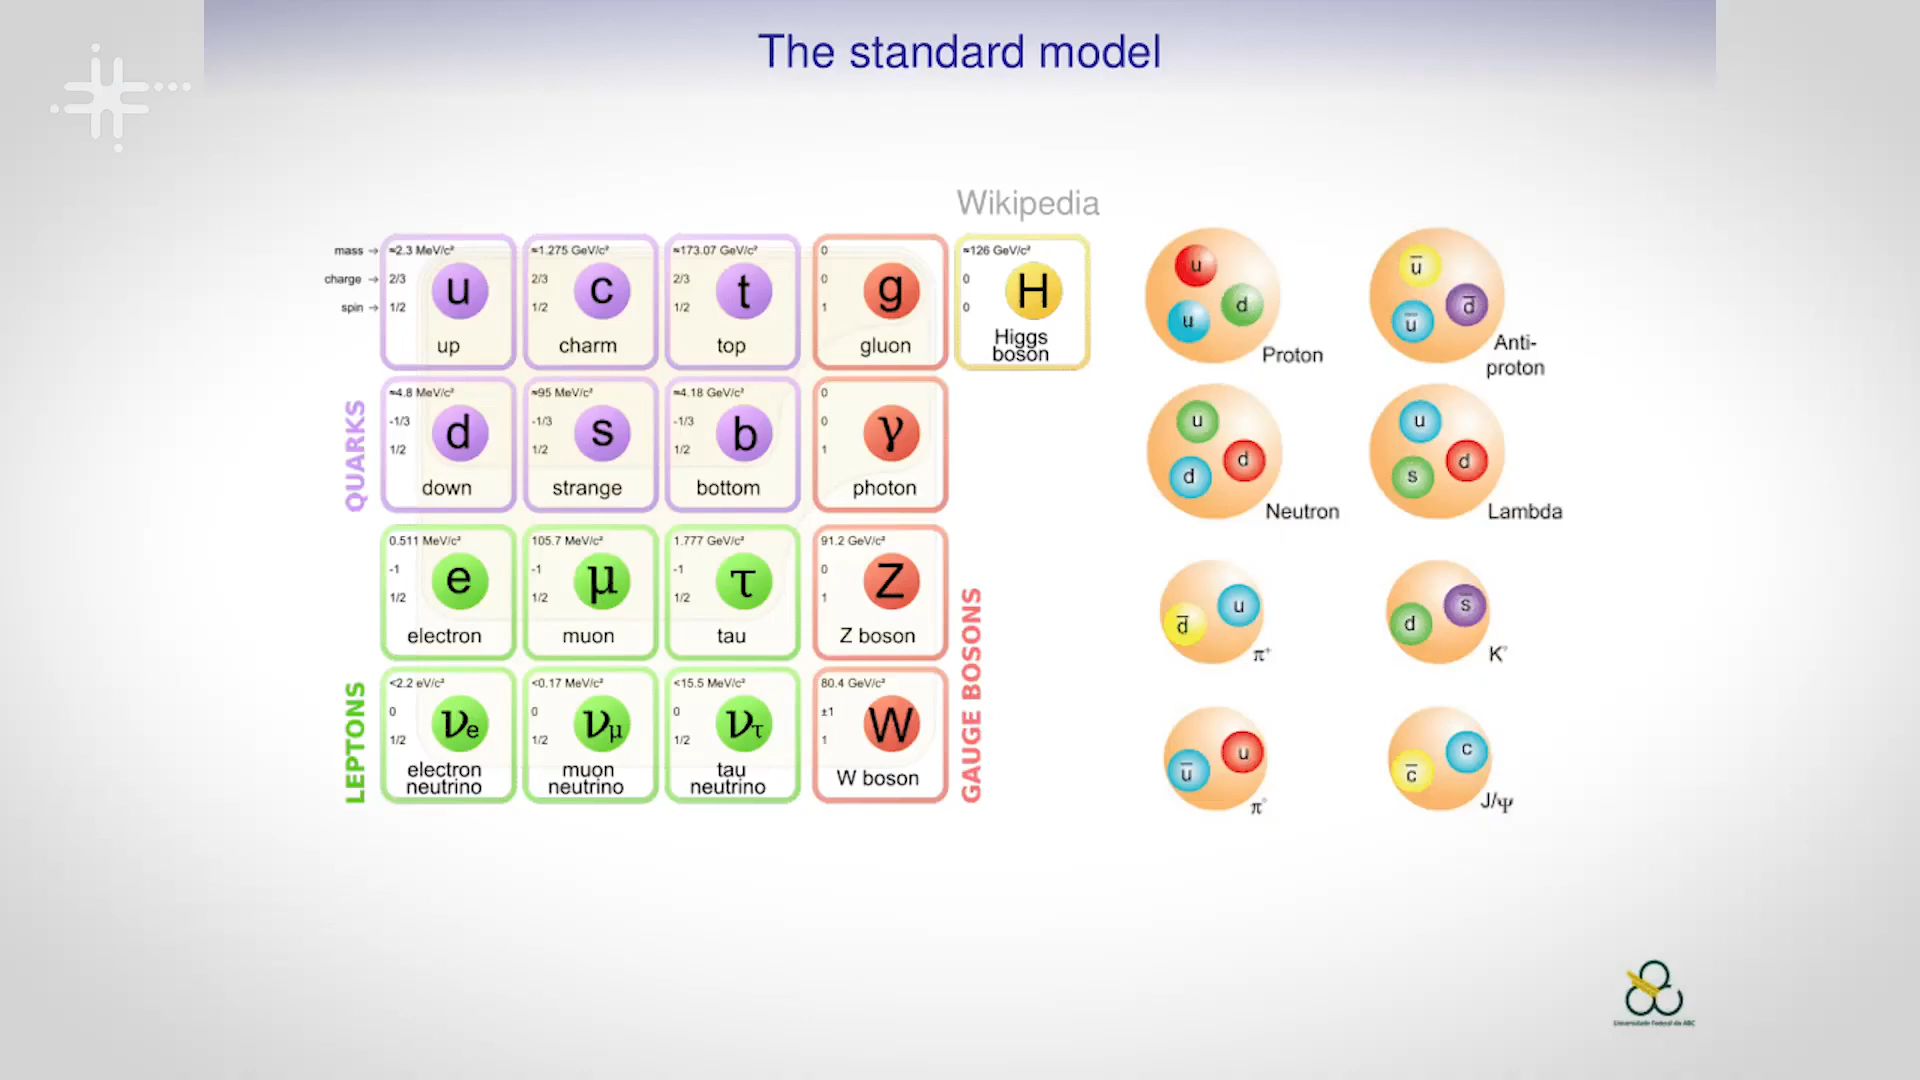 The standard model
Wikipedia
mass → ≈2.3 MeV/c²
charge → 2/3
spin → 1/2
u
up
≈1.275 GeV/c²
2/3
1/2
c
charm
≈173.07 GeV/c²
2/3
1/2
t
top
0
0
1
g
gluon
≈126 GeV/c²
0
0
H
Higgs
boson
QUARKS
≈4.8 MeV/c²
-1/3
1/2
d
down
≈95 MeV/c²
-1/3
1/2
s
strange
≈4.18 GeV/c²
-1/3
1/2
b
bottom
0
0
1
γ
photon
LEPTONS
0.511 MeV/c²
-1
1/2
e
electron
105.7 MeV/c²
-1
1/2
μ
muon
1.777 GeV/c²
-1
1/2
τ
tau
91.2 GeV/c²
0
1
Z
Z boson
GAUGE BOSONS
<2.2 eV/c²
0
1/2
νe
electron
neutrino
<0.17 MeV/c²
0
1/2
νμ
muon
neutrino
<15.5 MeV/c²
0
1/2
ντ
tau
neutrino
80.4 GeV/c²
±1
1
W
W boson
u
u
d
Proton
u̅
u̅
d̅
Anti-
proton
u
d
d
Neutron
u
s
d
Lambda
d̅
u
π⁺
d
s̅
K°
u̅
u
π°
c̅
c
J/Ψ
Universidade Federal do ABC